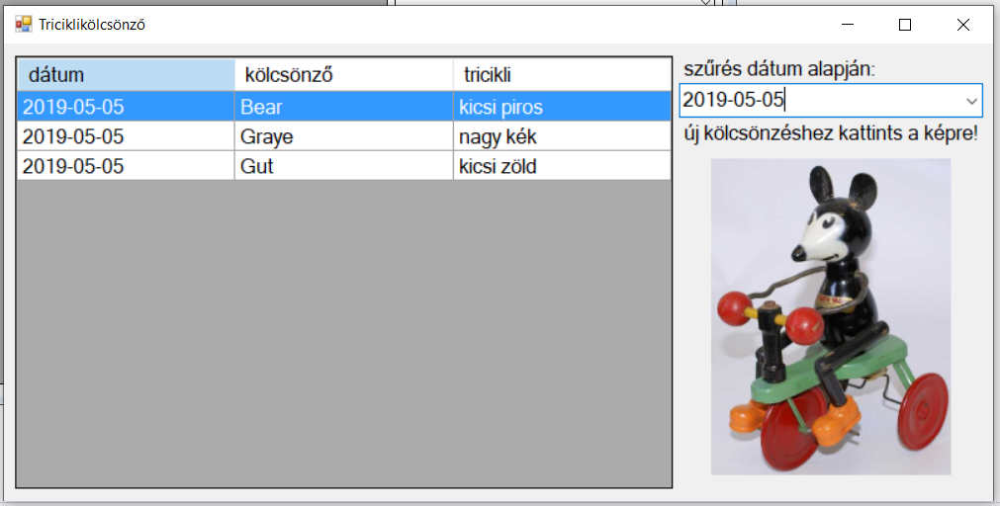 Triciklikölcsönző
dátum kölcsönző tricikli
2019-05-05 Bear kicsi piros
2019-05-05 Graye nagy kék
2019-05-05 Gut kicsi zöld
szűrés dátum alapján:
2019-05-05
új kölcsönzéshez kattints a képre!